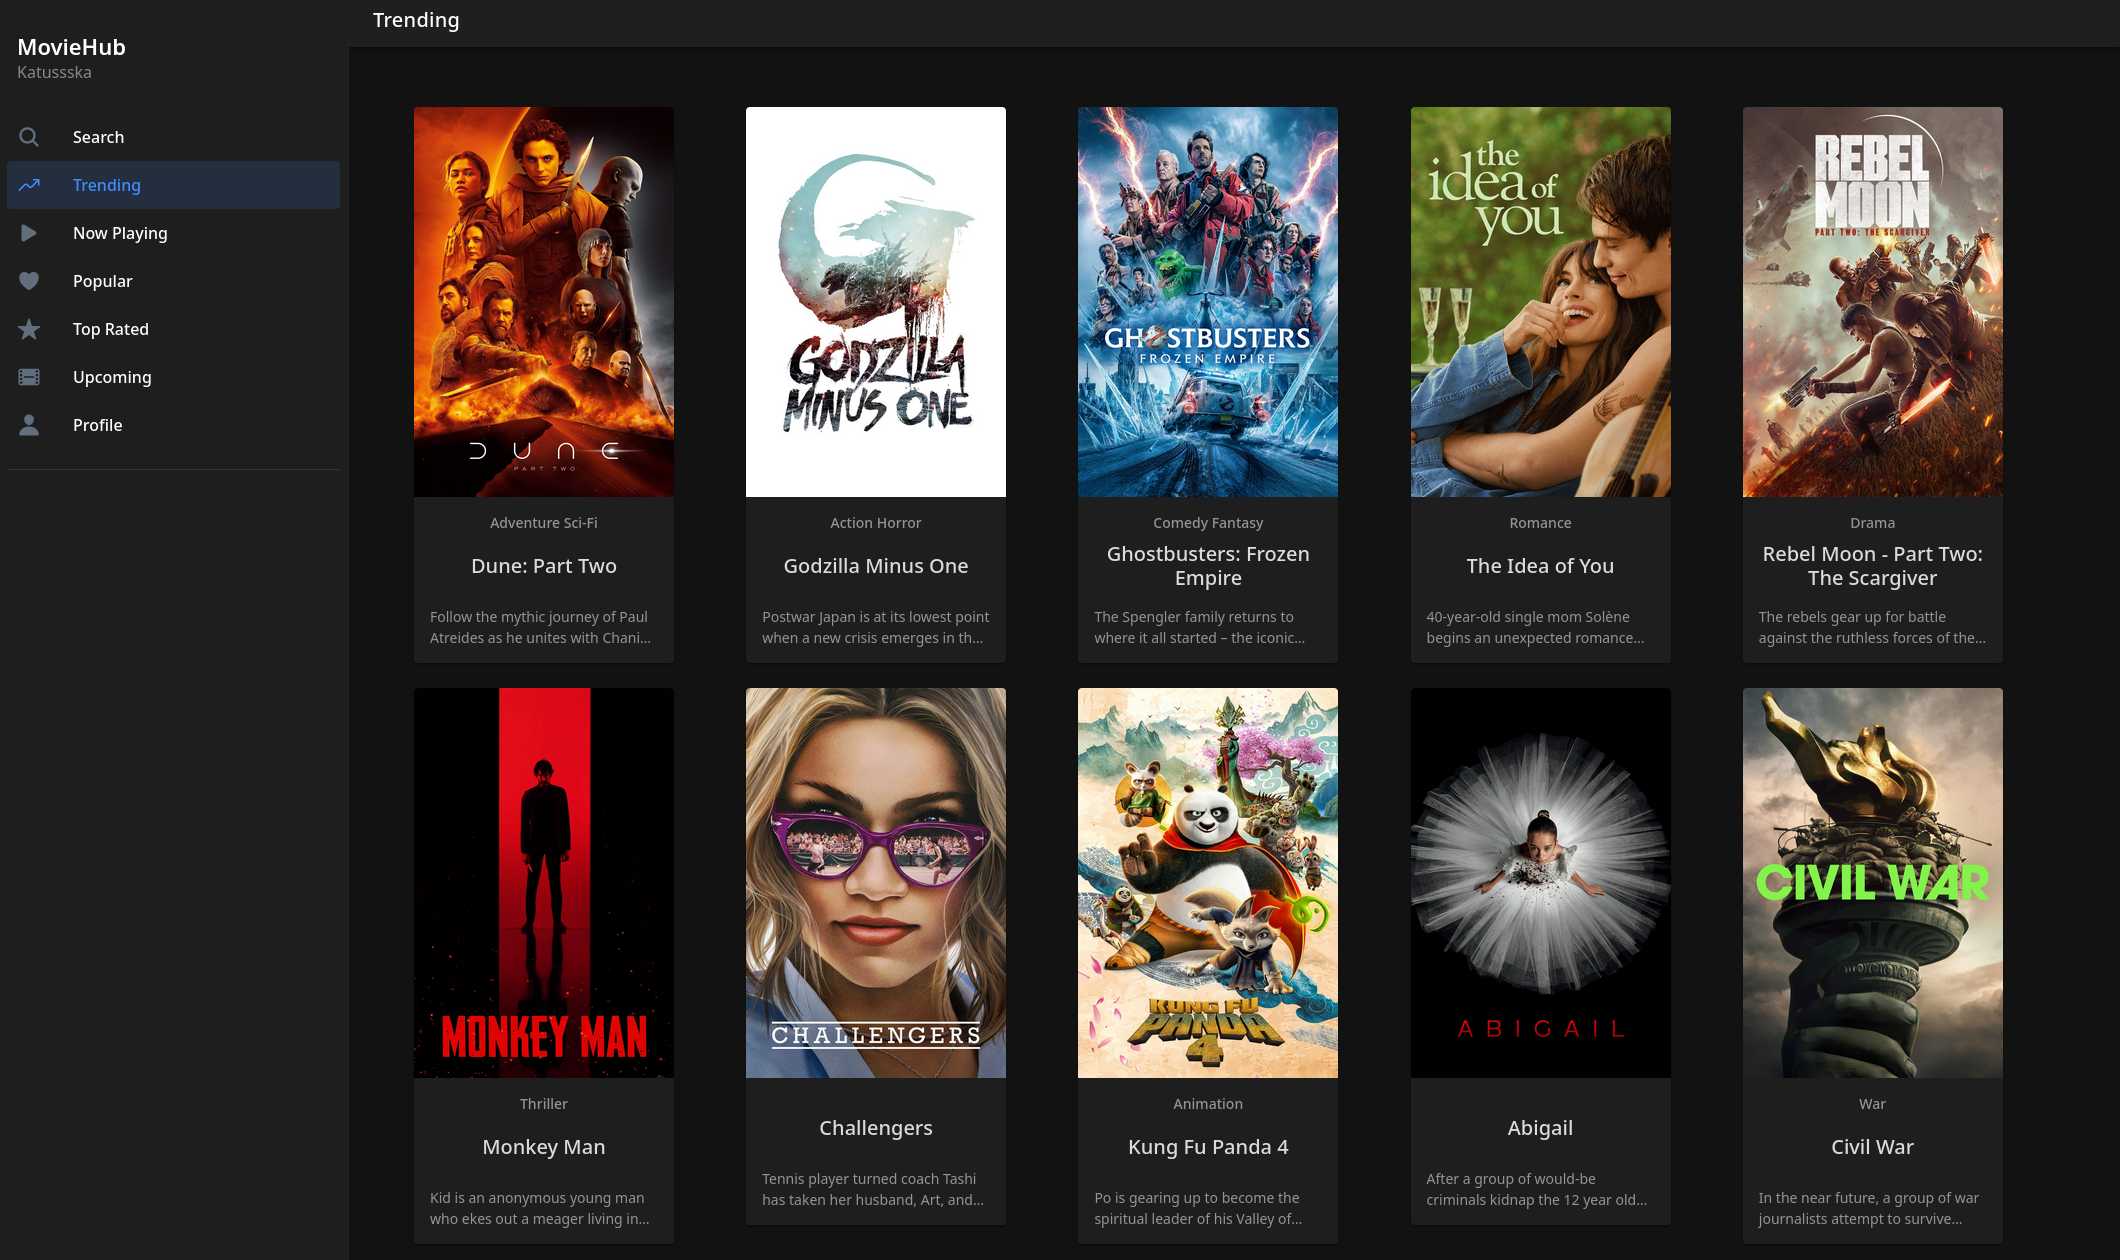 MovieHub
Katussska
Search
Trending
Now Playing
Popular
Top Rated
Upcoming
Profile
Trending
DUNE
PART TWO
GODZILLA
MINUS ONE
GHOSTBUSTERS
FROZEN EMPIRE
the
idea of
you
REBEL
MOON
PART TWO: THE SCARGIVER
Adventure Sci-Fi
Dune: Part Two
Follow the mythic journey of Paul
Atreides as he unites with Chani...
Action Horror
Godzilla Minus One
Postwar Japan is at its lowest point
when a new crisis emerges in th...
Comedy Fantasy
Ghostbusters: Frozen
Empire
The Spengler family returns to
where it all started – the iconic...
Romance
The Idea of You
40-year-old single mom Solène
begins an unexpected romance...
Drama
Rebel Moon - Part Two:
The Scargiver
The rebels gear up for battle
against the ruthless forces of the...
MONKEY MAN
CHALLENGERS
KUNG FU
PANDA
4
ABIGAIL
CIVIL WAR
Thriller
Monkey Man
Kid is an anonymous young man
who ekes out a meager living in...
Challengers
Tennis player turned coach Tashi
has taken her husband, Art, and...
Animation
Kung Fu Panda 4
Po is gearing up to become the
spiritual leader of his Valley of...
Abigail
After a group of would-be
criminals kidnap the 12 year old...
War
Civil War
In the near future, a group of war
journalists attempt to survive...